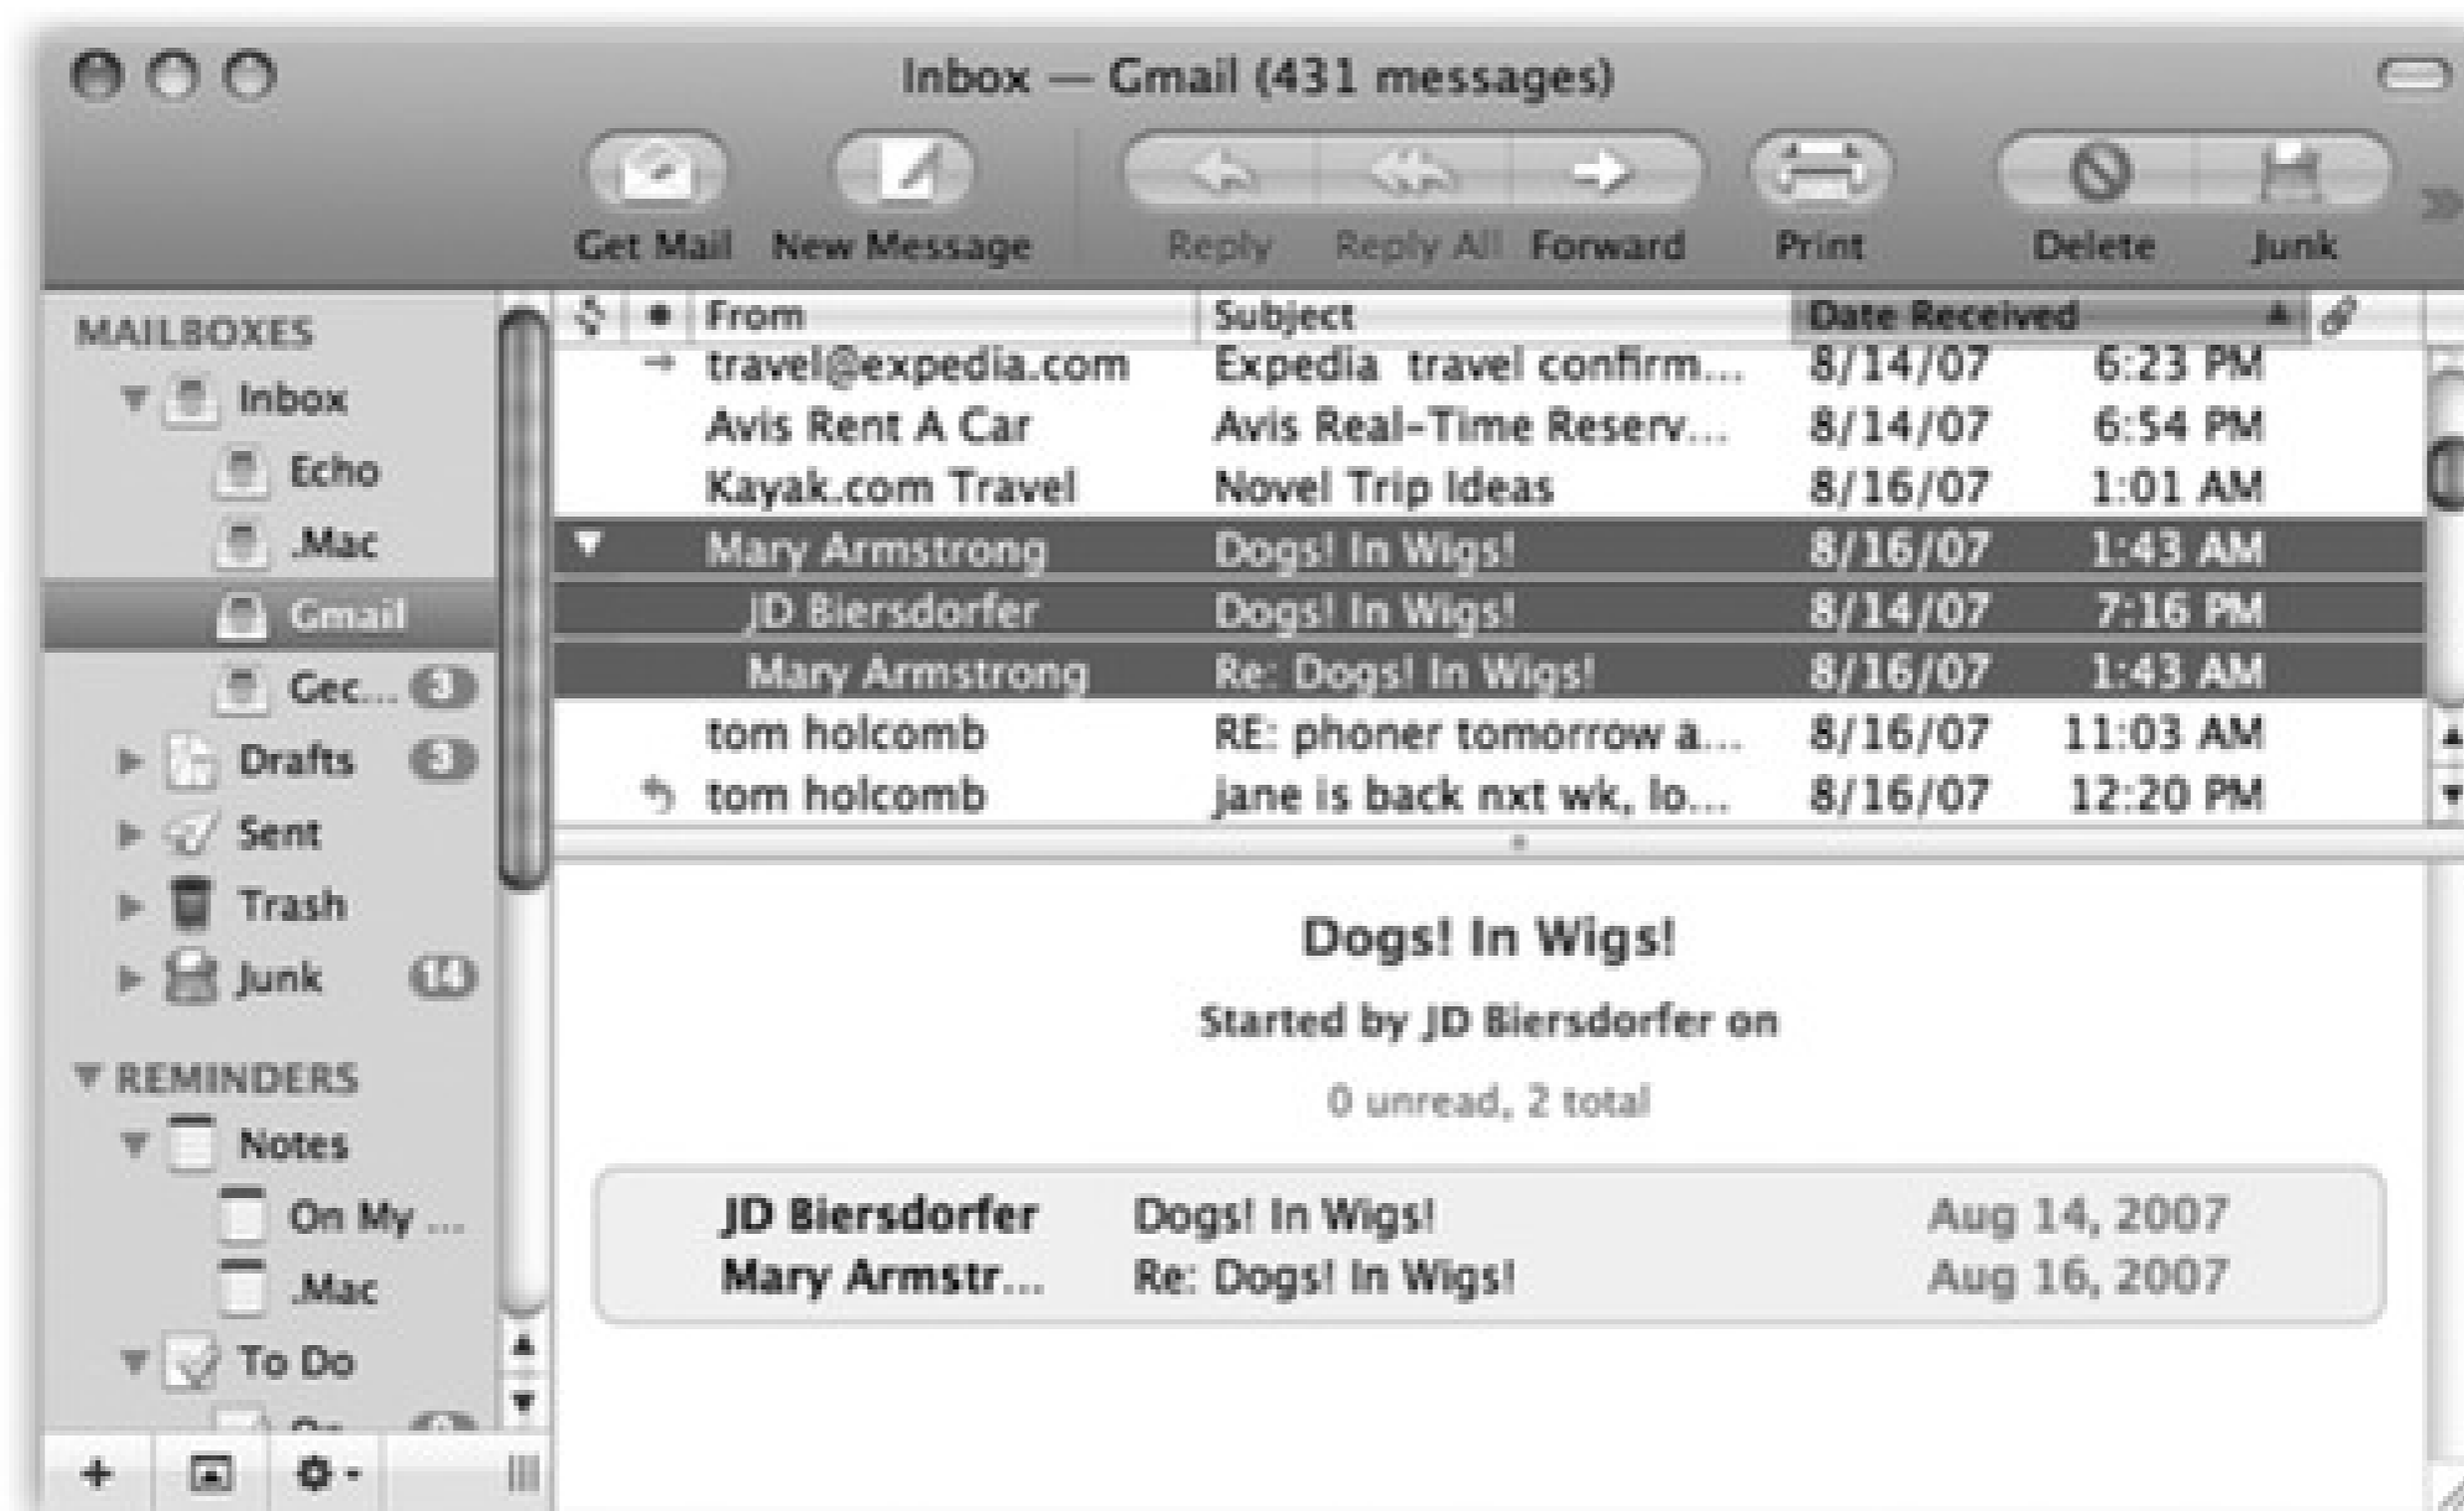 Inbox — Gmail (431 messages)
Get Mail New Message Reply Reply All Forward Print Delete Junk
MAILBOXES
Inbox
Echo
.Mac
Gmail
Gec... 3
Drafts 3
Sent
Trash
Junk 14
REMINDERS
Notes
On My ...
.Mac
To Do
From Subject Date Received
travel@expedia.com Expedia travel confirm... 8/14/07 6:23 PM
Avis Rent A Car Avis Real-Time Reserv... 8/14/07 6:54 PM
Kayak.com Travel Novel Trip Ideas 8/16/07 1:01 AM
Mary Armstrong Dogs! In Wigs! 8/16/07 1:43 AM
JD Biersdorfer Dogs! In Wigs! 8/14/07 7:16 PM
Mary Armstrong Re: Dogs! In Wigs! 8/16/07 1:43 AM
tom holcomb RE: phoner tomorrow a... 8/16/07 11:03 AM
tom holcomb jane is back nxt wk, lo... 8/16/07 12:20 PM
Dogs! In Wigs!
Started by JD Biersdorfer on
0 unread, 2 total
JD Biersdorfer Dogs! In Wigs! Aug 14, 2007
Mary Armstr... Re: Dogs! In Wigs! Aug 16, 2007